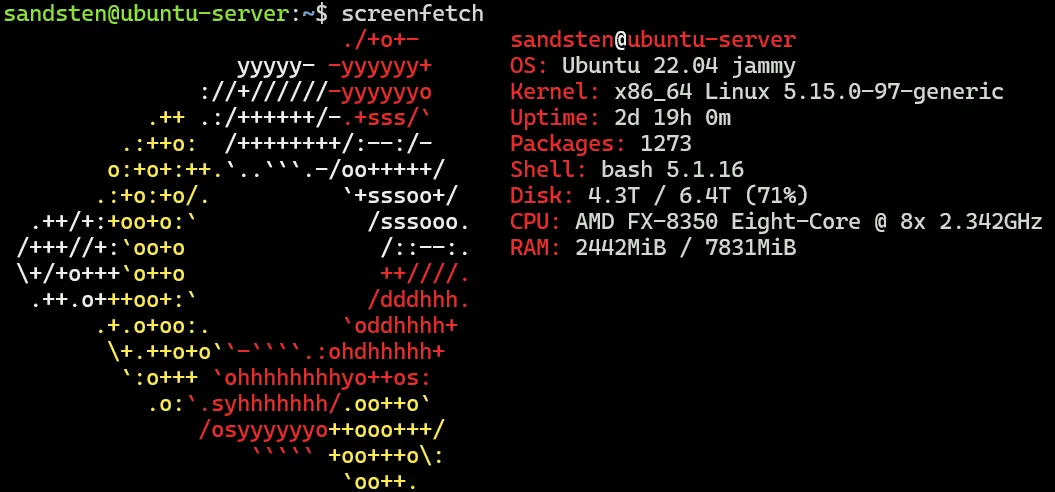 sandsten@ubuntu-server:~$ screenfetch
                          ./+o+-       sandsten@ubuntu-server
                  yyyyy- -yyyyyy+      OS: Ubuntu 22.04 jammy
               ://+//////-yyyyyyo      Kernel: x86_64 Linux 5.15.0-97-generic
           .++ .:/++++++/-.+sss/`      Uptime: 2d 19h 0m
         .:++o:  /++++++++/:--:/-      Packages: 1273
        o:+o+:++.`..```.-/oo+++++/     Shell: bash 5.1.16
       .:+o:+o/.          `+sssoo+/    Disk: 4.3T / 6.4T (71%)
  .++/+:+oo+o:`             /sssooo.   CPU: AMD FX-8350 Eight-Core @ 8x 2.342GHz
 /+++//+:`oo+o               /::--:.   RAM: 2442MiB / 7831MiB
 \+/+o+++`o++o               ++////.
  .++.o+++oo+:`             /dddhhh.
       .+.o+oo:.          `oddhhhh+
        \+.++o+o``-````.:ohdhhhhh+
         `:o+++ `ohhhhhhhhyo++os:
           .o:`.syhhhhhhh/.oo++o`
               /osyyyyyyo++ooo+++/
                   ````` +oo+++o\:
                          `oo++.